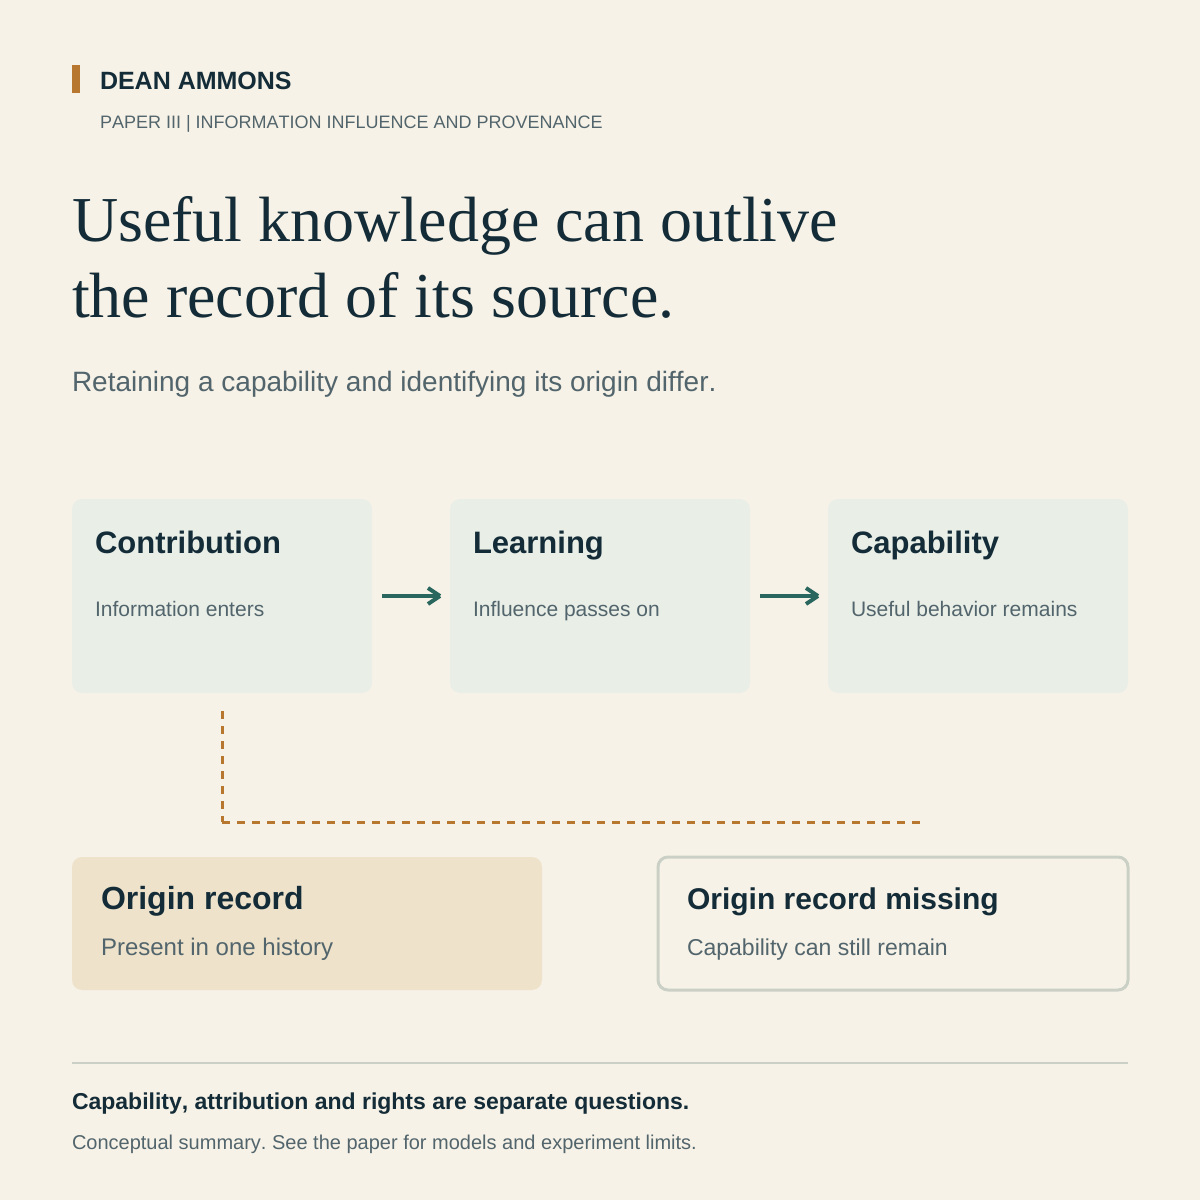 DEAN AMMONS
PAPER III | INFORMATION INFLUENCE AND PROVENANCE
Useful knowledge can outlive
the record of its source.
Retaining a capability and identifying its origin differ.
Contribution
Information enters
Learning
Influence passes on
Capability
Useful behavior remains
Origin record
Present in one history
Origin record missing
Capability can still remain
Capability, attribution and rights are separate questions.
Conceptual summary. See the paper for models and experiment limits.